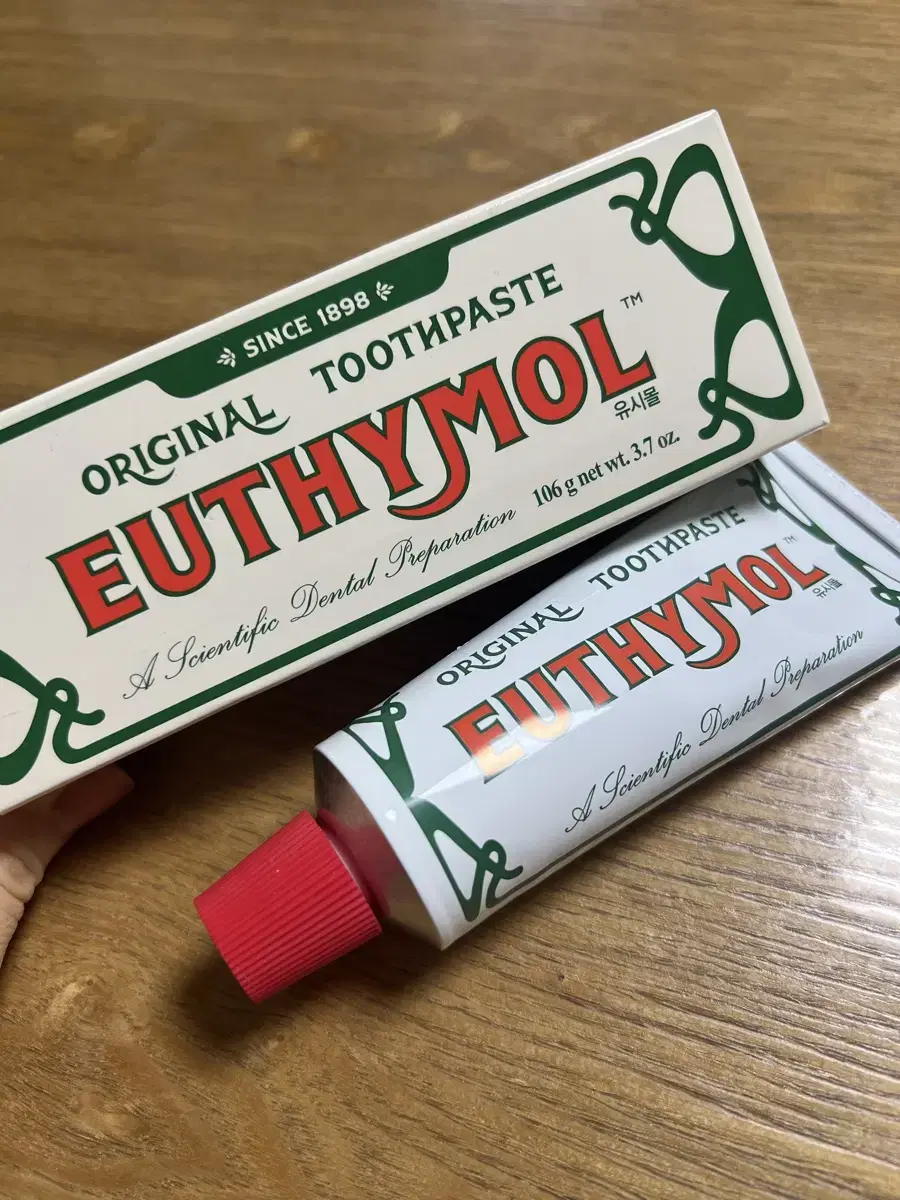 SINCE 1898
ORIGINAL TOOTHPASTE
EUTHYMOL™
유시몰
A Scientific Dental Preparation
106 g net wt. 3.7 oz.
ORIGINAL TOOTHPASTE
EUTHYMOL™
유시몰
A Scientific Dental Preparation